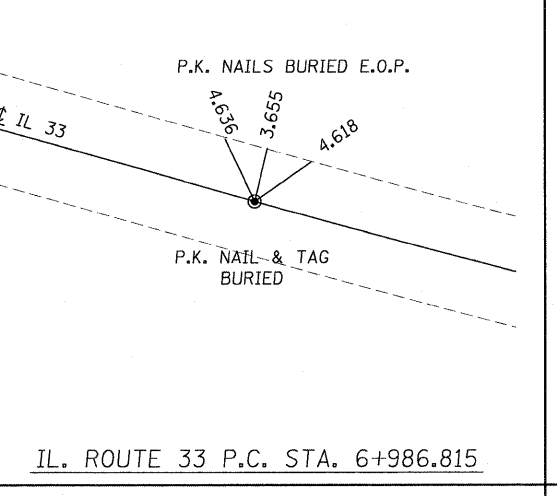 P.K. NAILS BURIED E.O.P.
4.636
3.655
4.618
℄ IL 33
P.K. NAIL & TAG
BURIED
IL. ROUTE 33 P.C. STA. 6+986.815